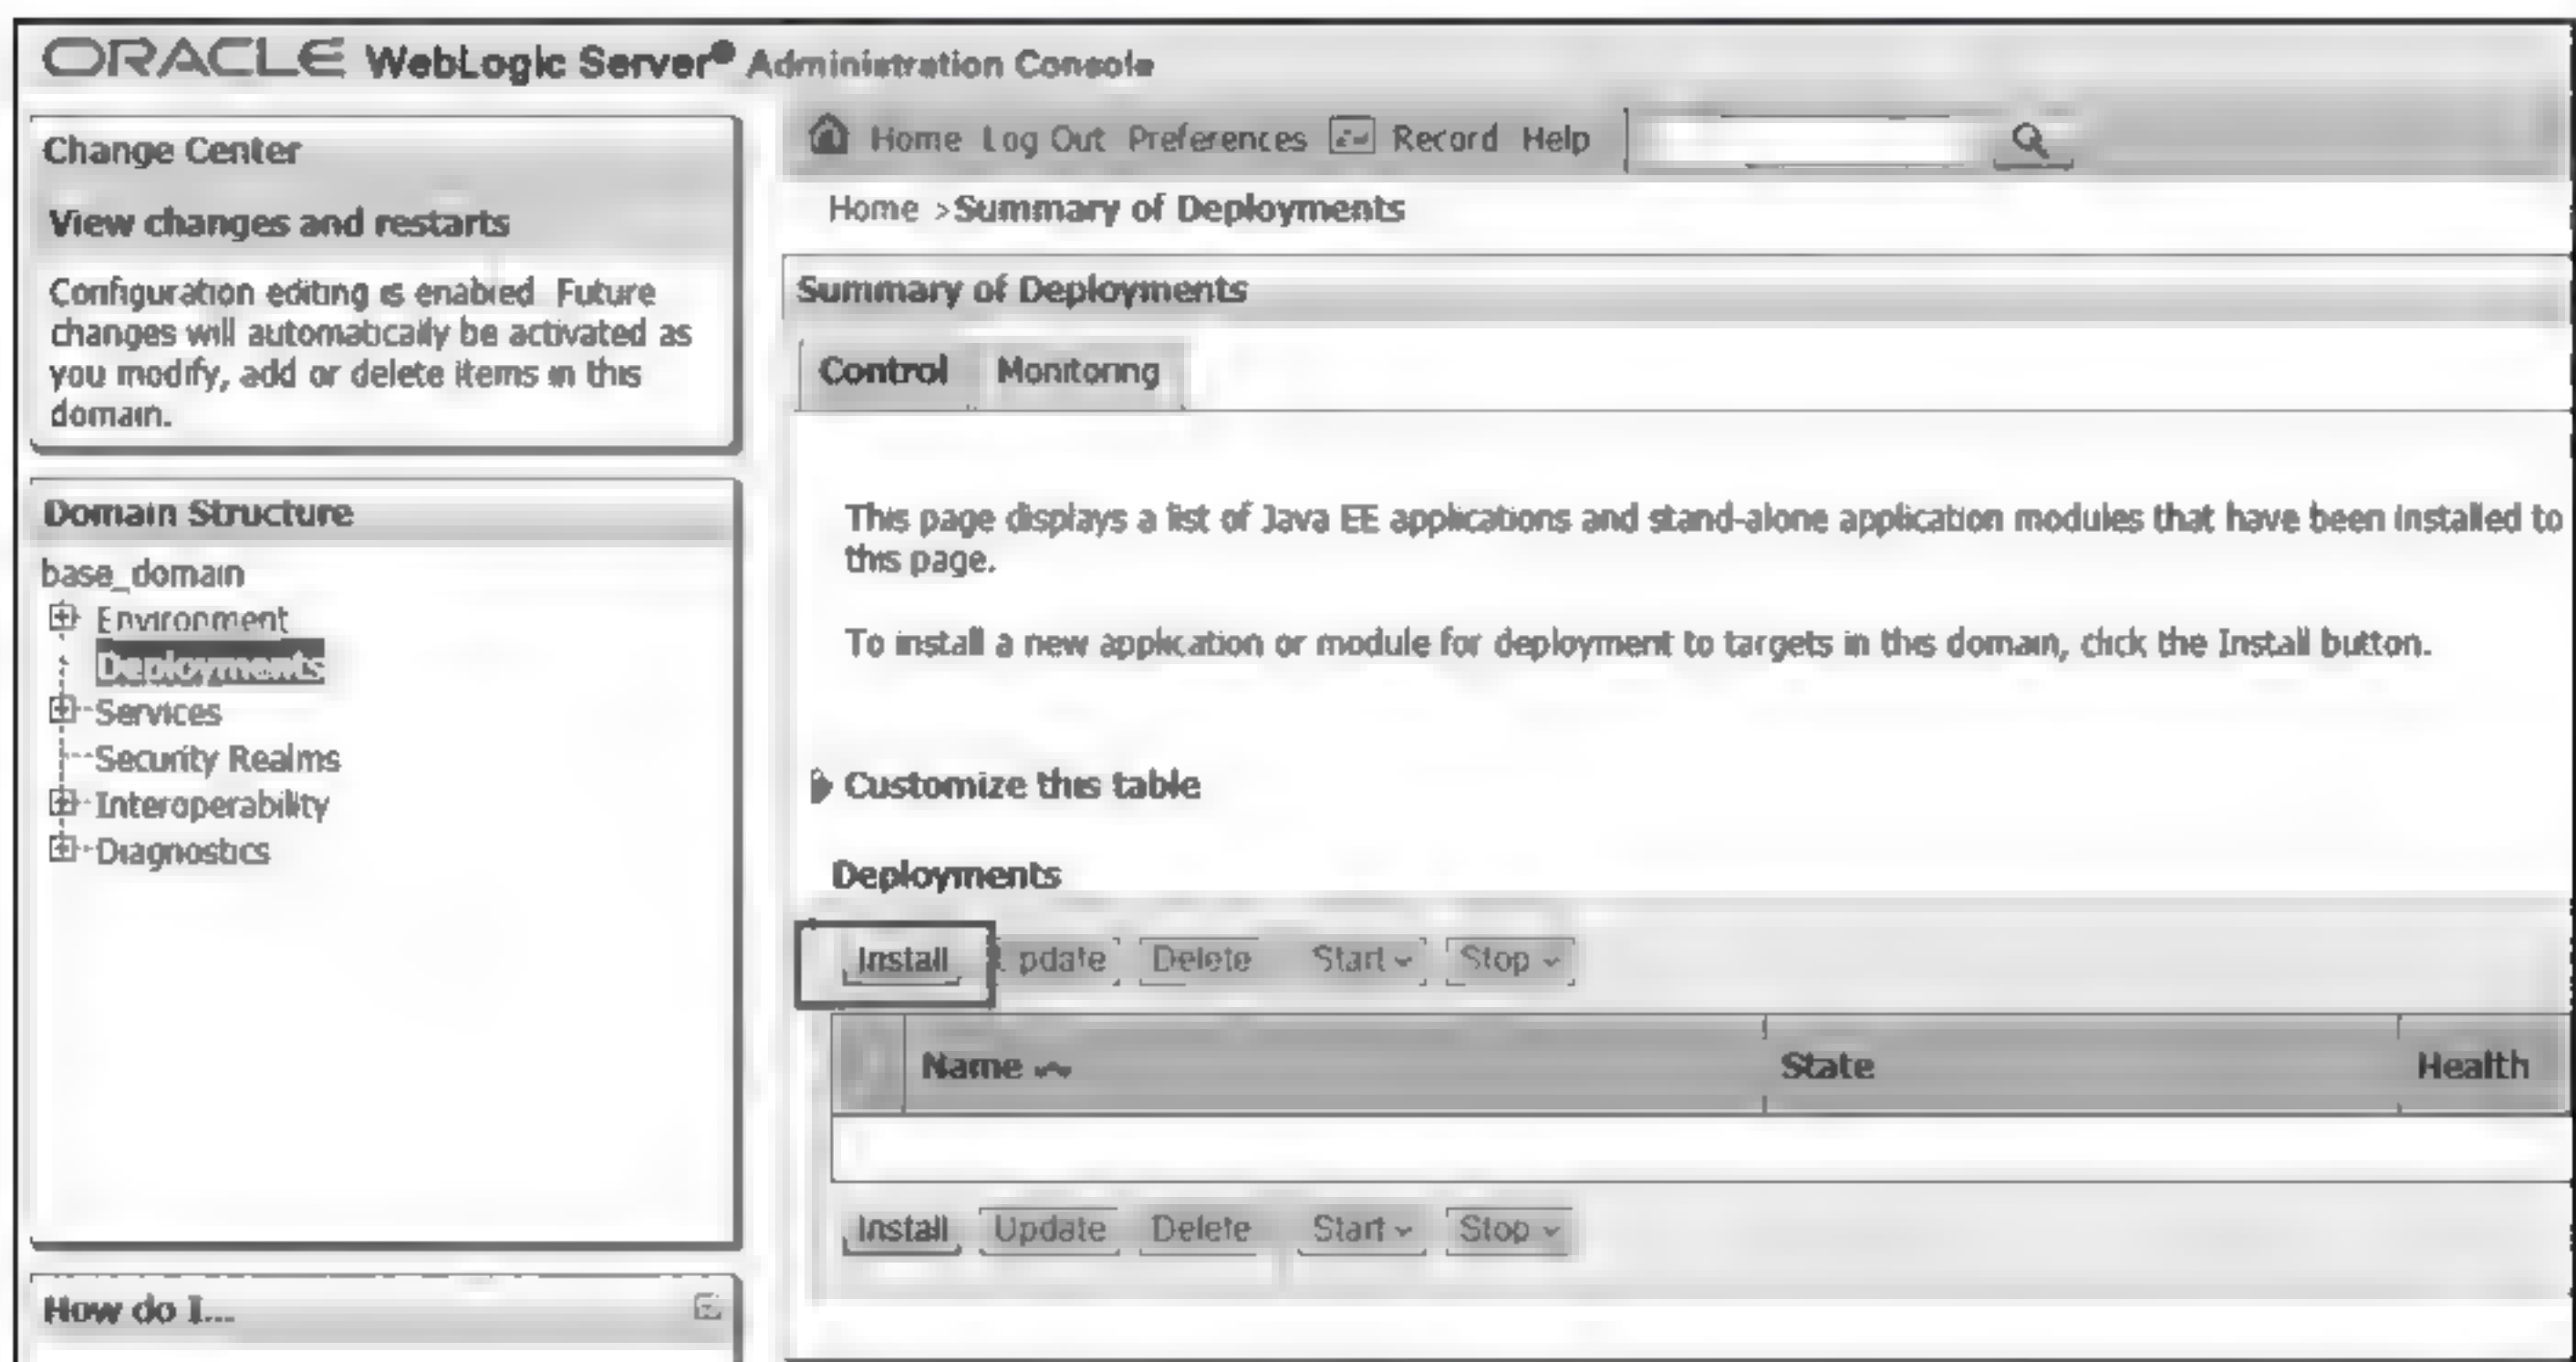 ORACLE WebLogic Server® Administration Console
Change Center
View changes and restarts
Configuration editing is enabled. Future
changes will automatically be activated as
you modify, add or delete items in this
domain.
Domain Structure
base_domain
Environment
Deployments
Services
Security Realms
Interoperability
Diagnostics
How do I...
Home Log Out Preferences Record Help
Home >Summary of Deployments
Summary of Deployments
Control Monitoring
This page displays a list of Java EE applications and stand-alone application modules that have been installed to
this page.
To install a new application or module for deployment to targets in this domain, click the Install button.
Customize this table
Deployments
Install Update Delete Start Stop
Name State Health
Install Update Delete Start Stop